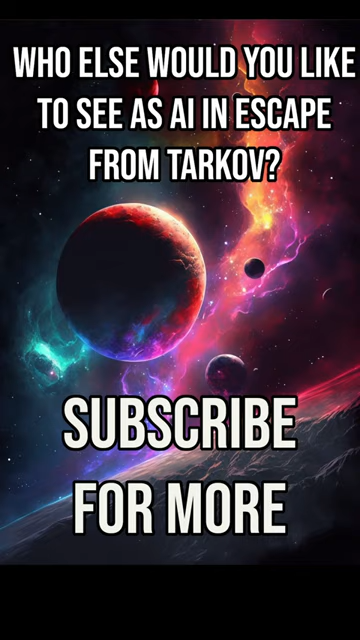 WHO ELSE WOULD YOU LIKE
TO SEE AS AI IN ESCAPE
FROM TARKOV?
SUBSCRIBE
FOR MORE